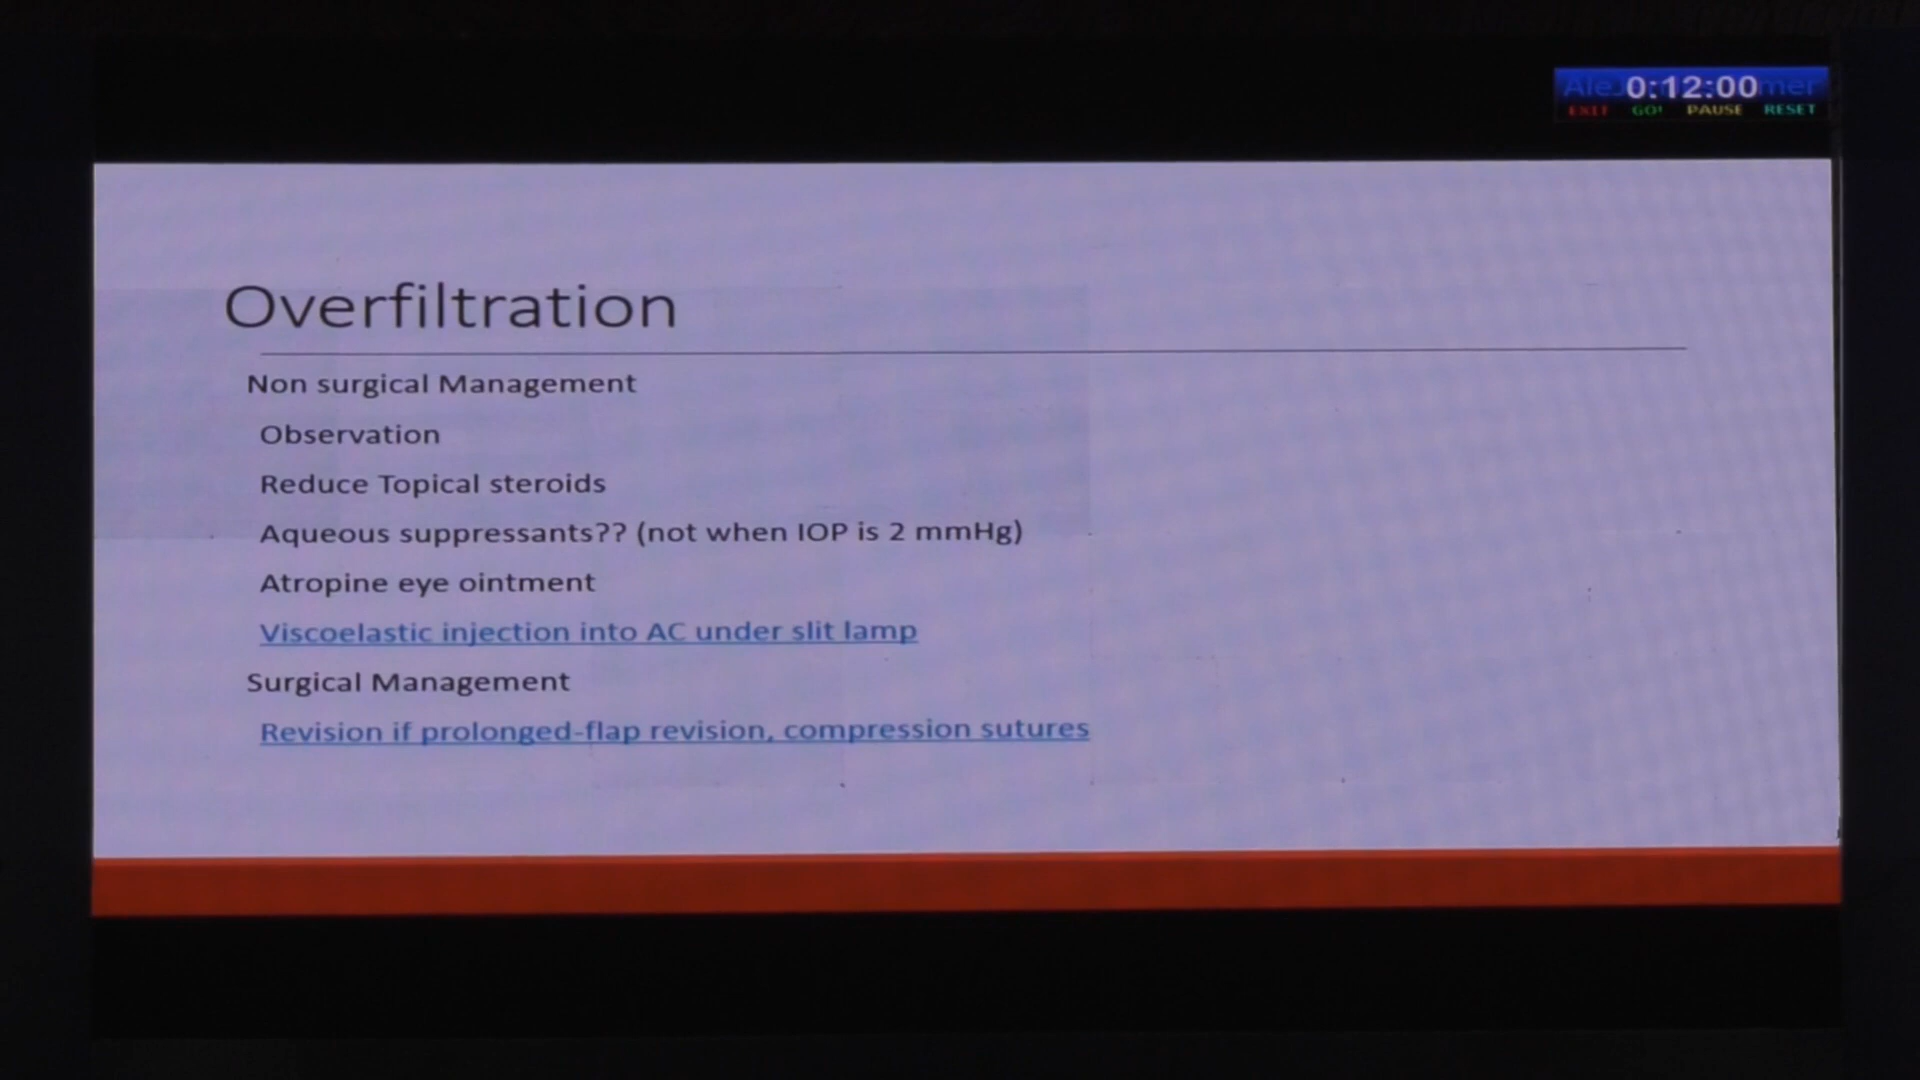 0:12:00
EXIT GO! PAUSE RESET
Overfiltration
Non surgical Management
Observation
Reduce Topical steroids
Aqueous suppressants?? (not when IOP is 2 mmHg)
Atropine eye ointment
Viscoelastic injection into AC under slit lamp
Surgical Management
Revision if prolonged-flap revision, compression sutures